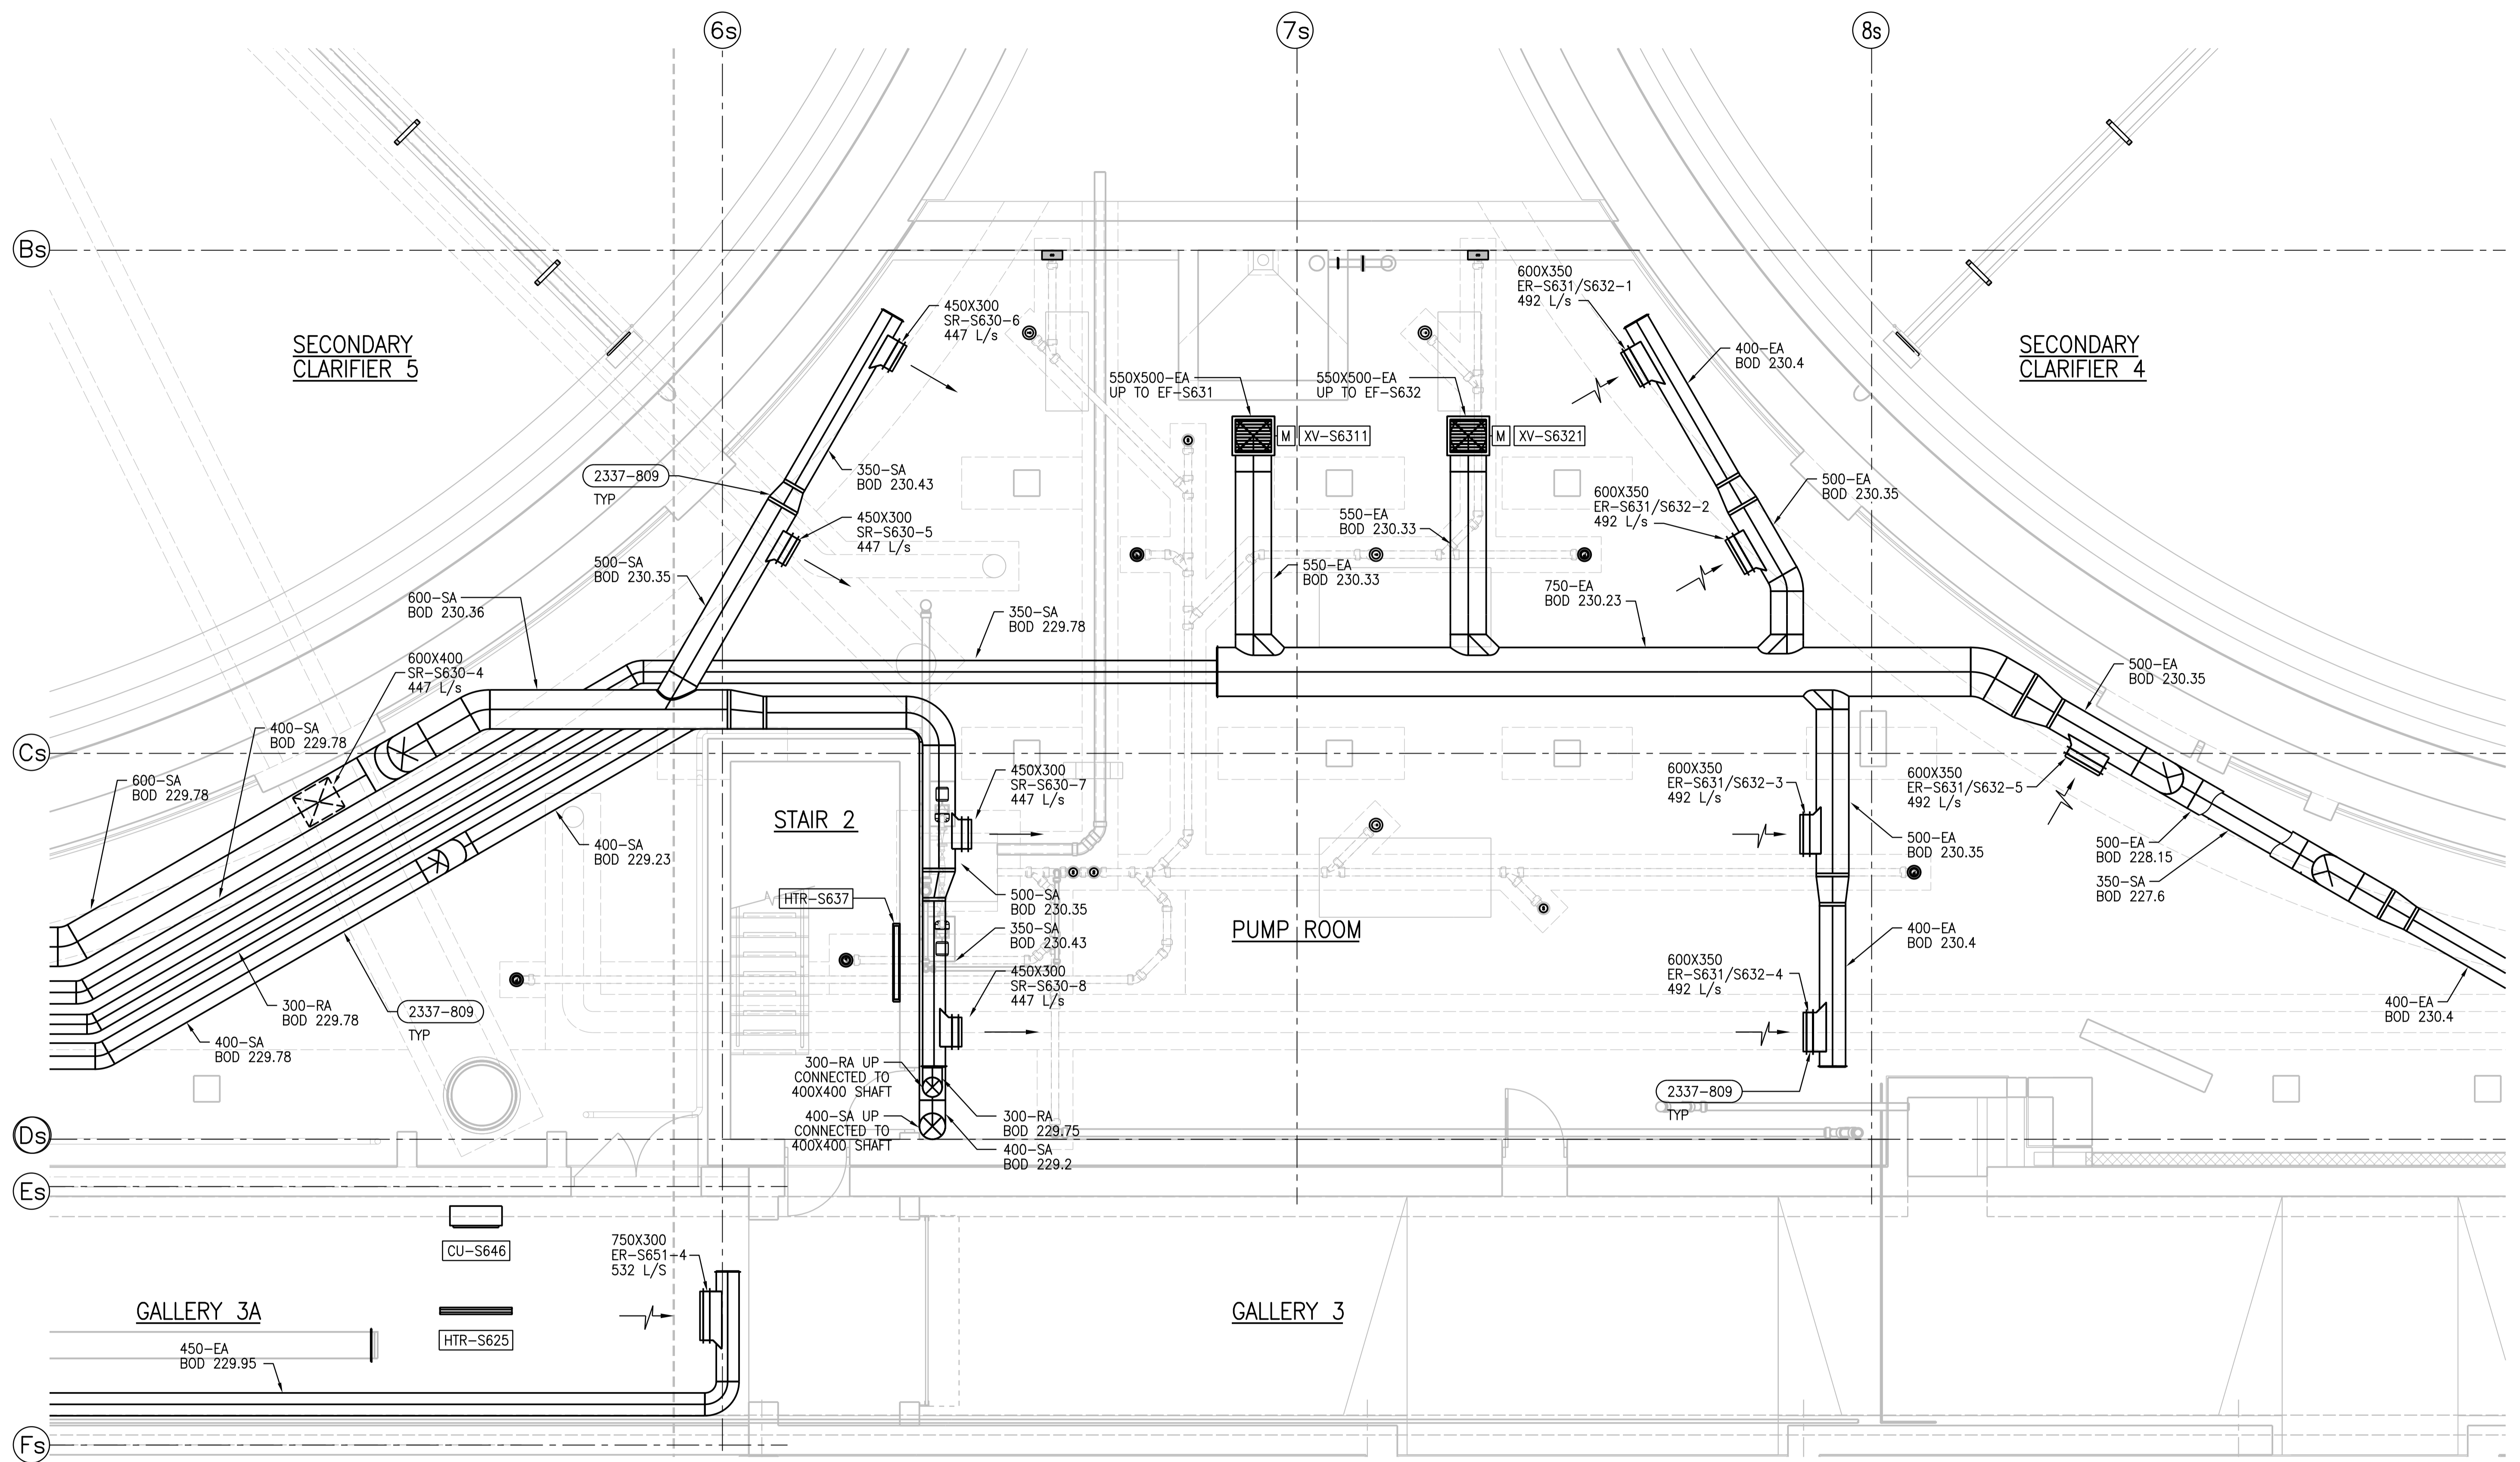 6s
7s
8s
Bs
600X350
ER-S631/S632-1
492 L/s
450X300
SR-S630-6
447 L/s
SECONDARY
CLARIFIER 5
SECONDARY
CLARIFIER 4
400-EA
BOD 230.4
550X500-EA
UP TO EF-S631
550X500-EA
UP TO EF-S632
M
XV-S6311
M
XV-S6321
2337-809
TYP
350-SA
BOD 230.43
500-EA
BOD 230.35
600X350
ER-S631/S632-2
492 L/s
450X300
SR-S630-5
447 L/s
550-EA
BOD 230.33
500-SA
BOD 230.35
550-EA
BOD 230.33
600-SA
BOD 230.36
750-EA
BOD 230.23
350-SA
BOD 229.78
600X400
SR-S630-4
447 L/s
500-EA
BOD 230.35
400-SA
BOD 229.78
Cs
600-SA
BOD 229.78
450X300
SR-S630-7
447 L/s
600X350
ER-S631/S632-3
492 L/s
600X350
ER-S631/S632-5
492 L/s
STAIR 2
400-SA
BOD 229.23
500-EA
BOD 230.35
500-EA
BOD 228.15
350-SA
BOD 227.6
HTR-S637
500-SA
BOD 230.35
PUMP ROOM
350-SA
BOD 230.43
400-EA
BOD 230.4
450X300
SR-S630-8
447 L/s
600X350
ER-S631/S632-4
492 L/s
300-RA
BOD 229.78
2337-809
TYP
400-EA
BOD 230.4
400-SA
BOD 229.78
300-RA UP
CONNECTED TO
400X400 SHAFT
2337-809
TYP
400-SA UP
CONNECTED TO
400X400 SHAFT
300-RA
BOD 229.75
Ds
400-SA
BOD 229.2
Es
CU-S646
750X300
ER-S651-4
532 L/S
GALLERY 3A
GALLERY 3
HTR-S625
450-EA
BOD 229.95
Fs